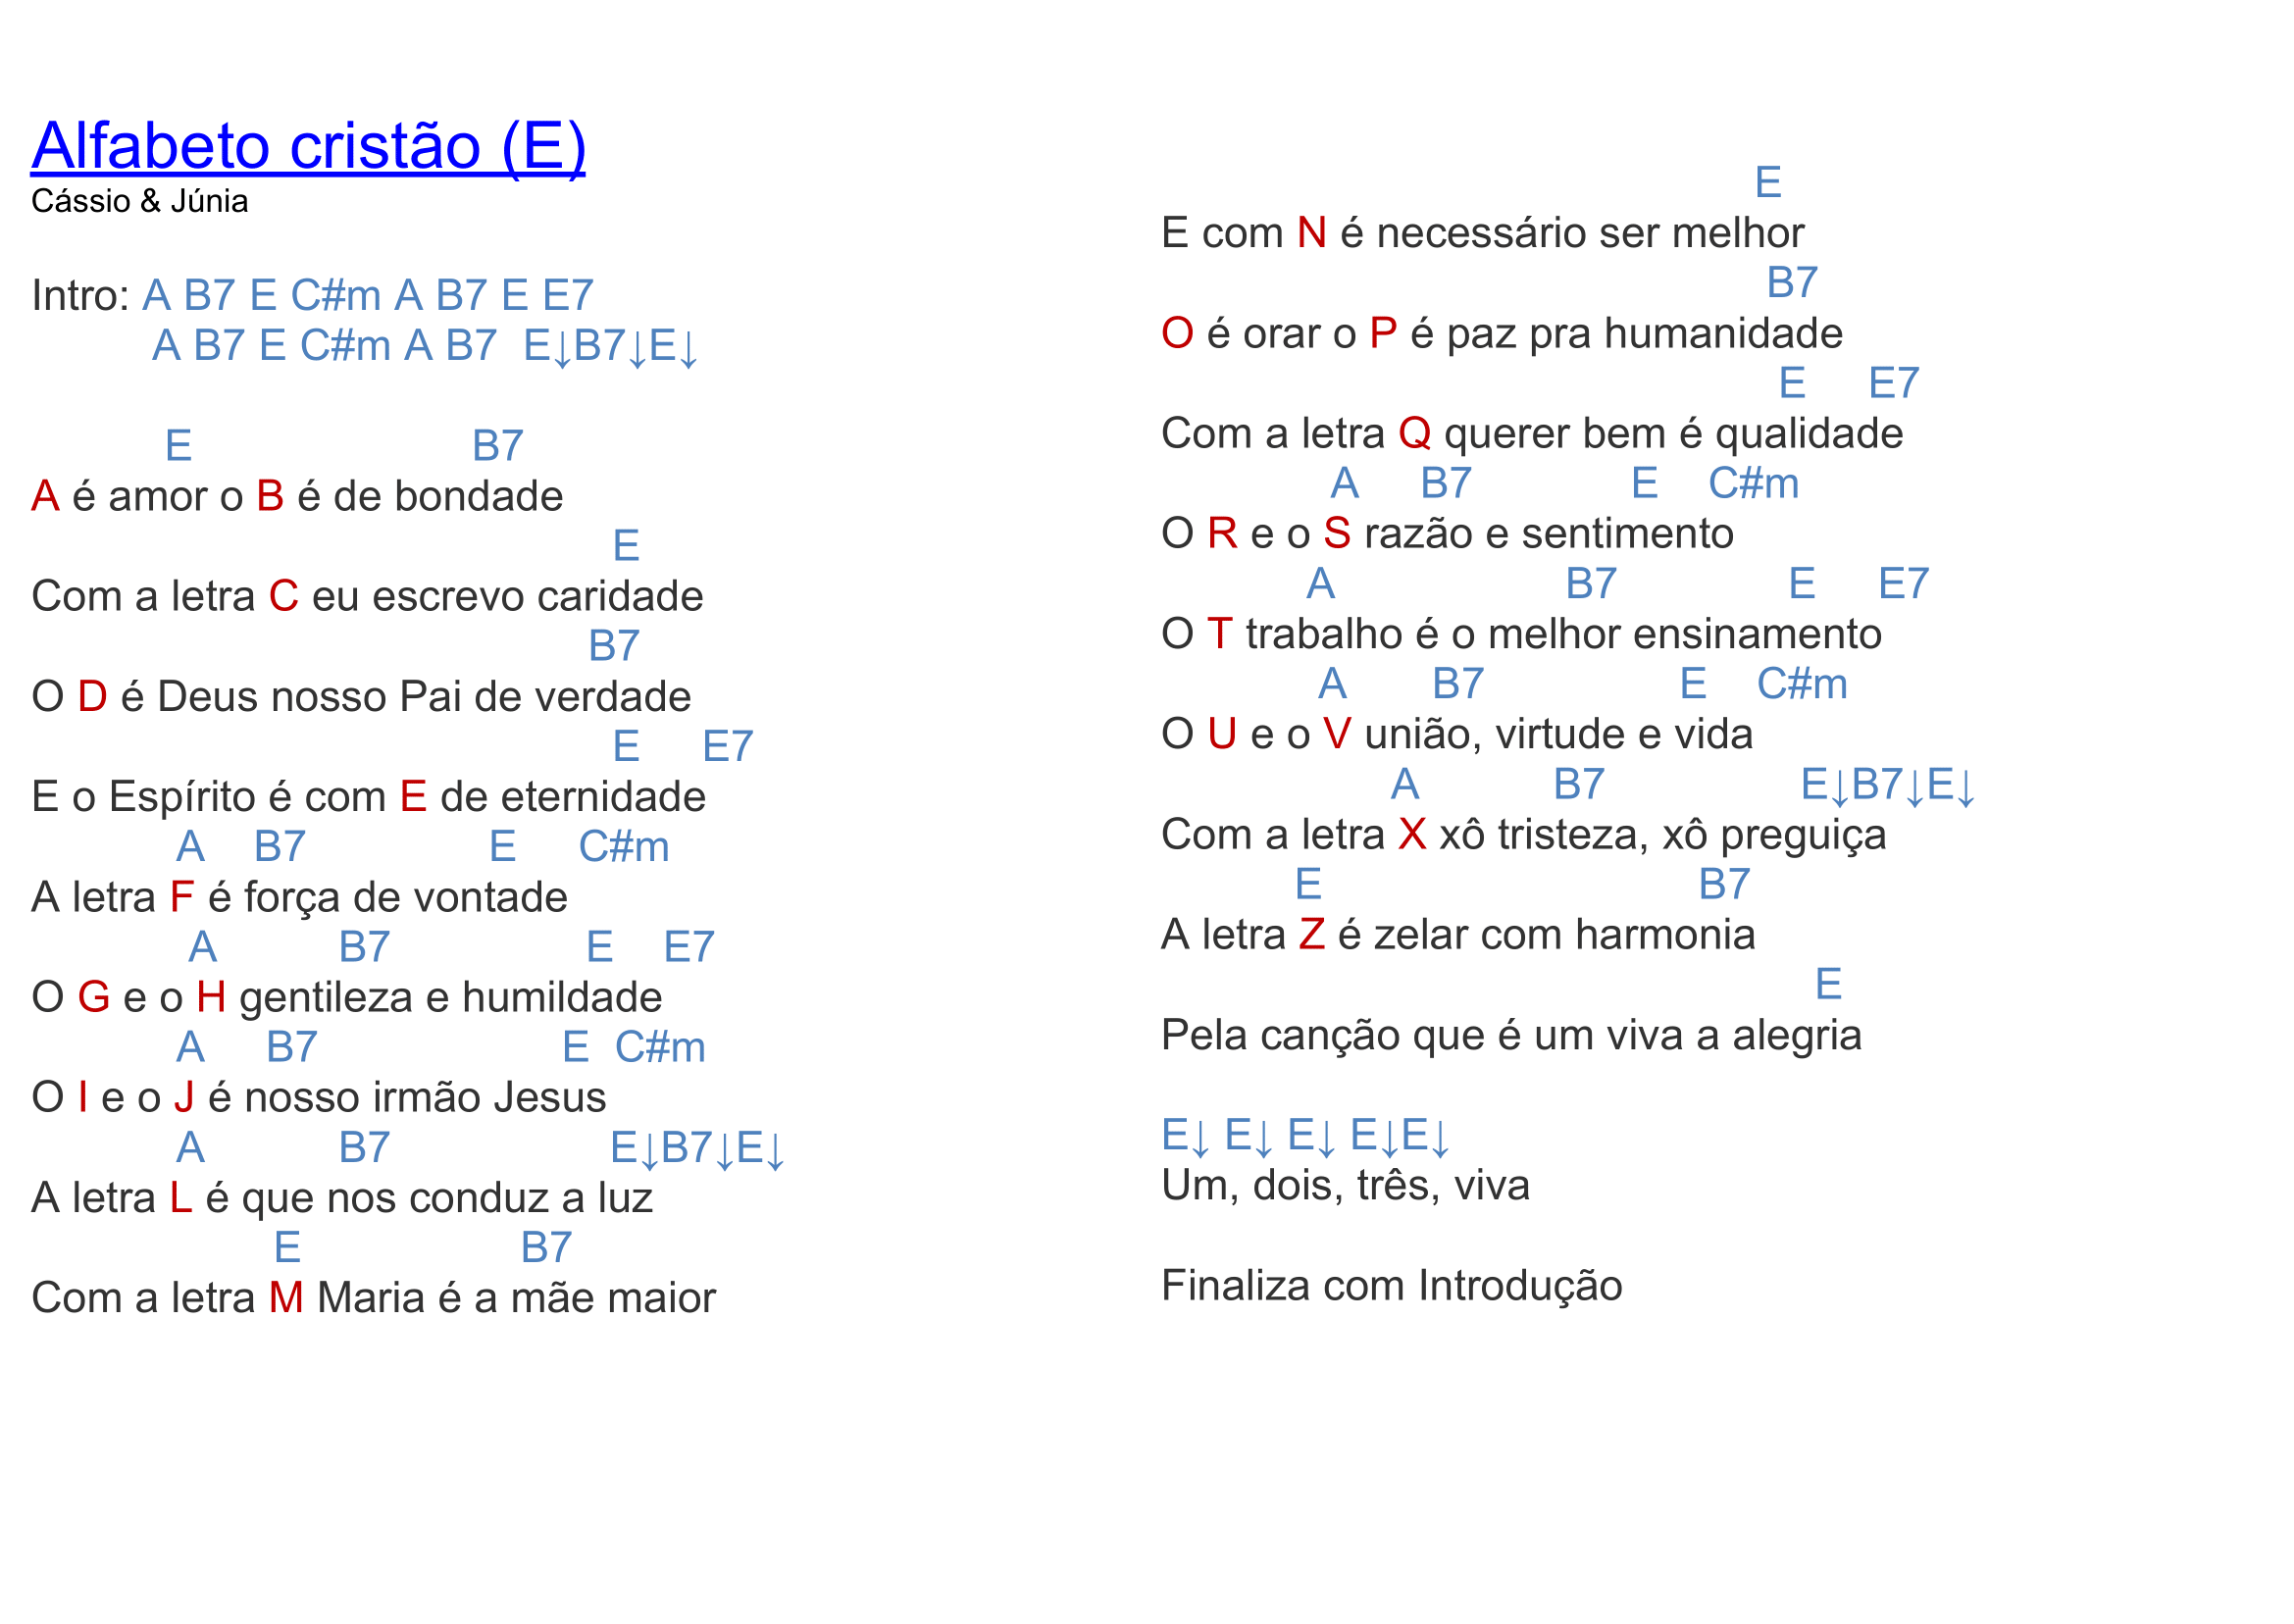 Alfabeto cristão (E)
Cássio & Júnia
Intro: A B7 E C#m A B7 E E7
A B7 E C#m A B7 E↓B7↓E↓
E B7
A é amor o B é de bondade
E
Com a letra C eu escrevo caridade
B7
O D é Deus nosso Pai de verdade
E E7
E o Espírito é com E de eternidade
A B7 E C#m
A letra F é força de vontade
A B7 E E7
O G e o H gentileza e humildade
A B7 E C#m
O I e o J é nosso irmão Jesus
A B7 E↓B7↓E↓
A letra L é que nos conduz a luz
E B7
Com a letra M Maria é a mãe maior
E
E com N é necessário ser melhor
B7
O é orar o P é paz pra humanidade
E E7
Com a letra Q querer bem é qualidade
A B7 E C#m
O R e o S razão e sentimento
A B7 E E7
O T trabalho é o melhor ensinamento
A B7 E C#m
O U e o V união, virtude e vida
A B7 E↓B7↓E↓
Com a letra X xô tristeza, xô preguiça
E B7
A letra Z é zelar com harmonia
E
Pela canção que é um viva a alegria
E↓ E↓ E↓ E↓E↓
Um, dois, três, viva
Finaliza com Introdução